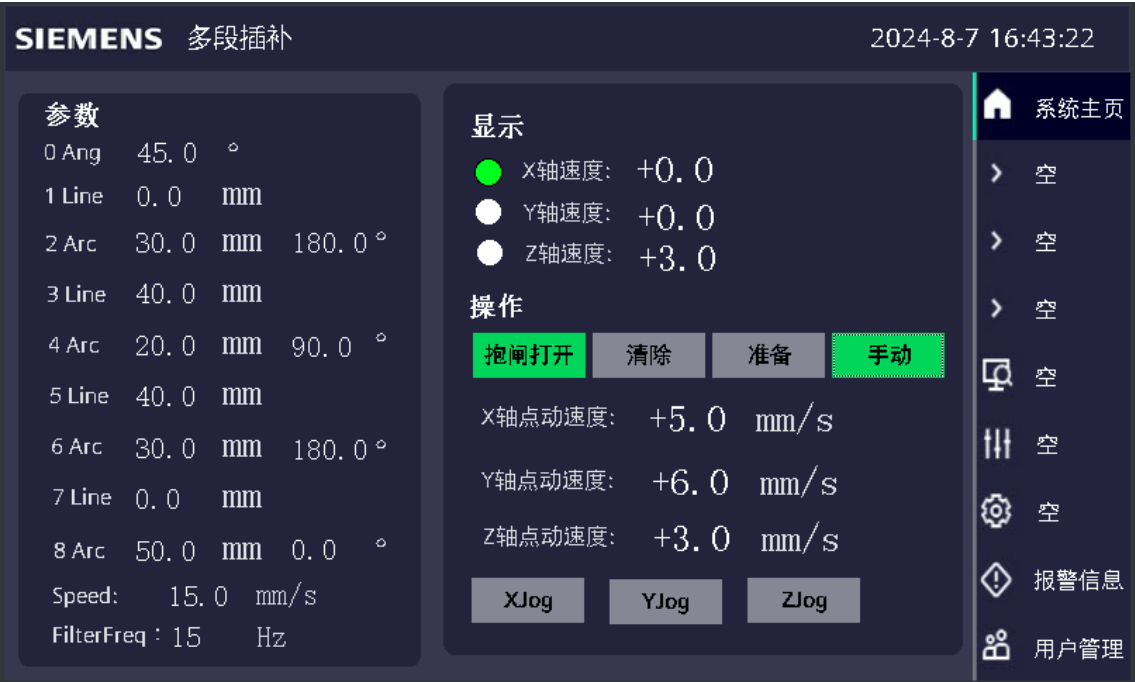 SIEMENS 多段插补 2024-8-7 16:43:22
参数
0 Ang 45.0 °
1 Line 0.0 mm
2 Arc 30.0 mm 180.0 °
3 Line 40.0 mm
4 Arc 20.0 mm 90.0 °
5 Line 40.0 mm
6 Arc 30.0 mm 180.0 °
7 Line 0.0 mm
8 Arc 50.0 mm 0.0 °
Speed: 15.0 mm/s
FilterFreq：15 Hz
显示
X轴速度: +0.0
Y轴速度: +0.0
Z轴速度: +3.0
操作
抱闸打开 清除 准备 手动
X轴点动速度: +5.0 mm/s
Y轴点动速度: +6.0 mm/s
Z轴点动速度: +3.0 mm/s
XJog YJog ZJog
系统主页
空
空
空
空
空
空
报警信息
用户管理